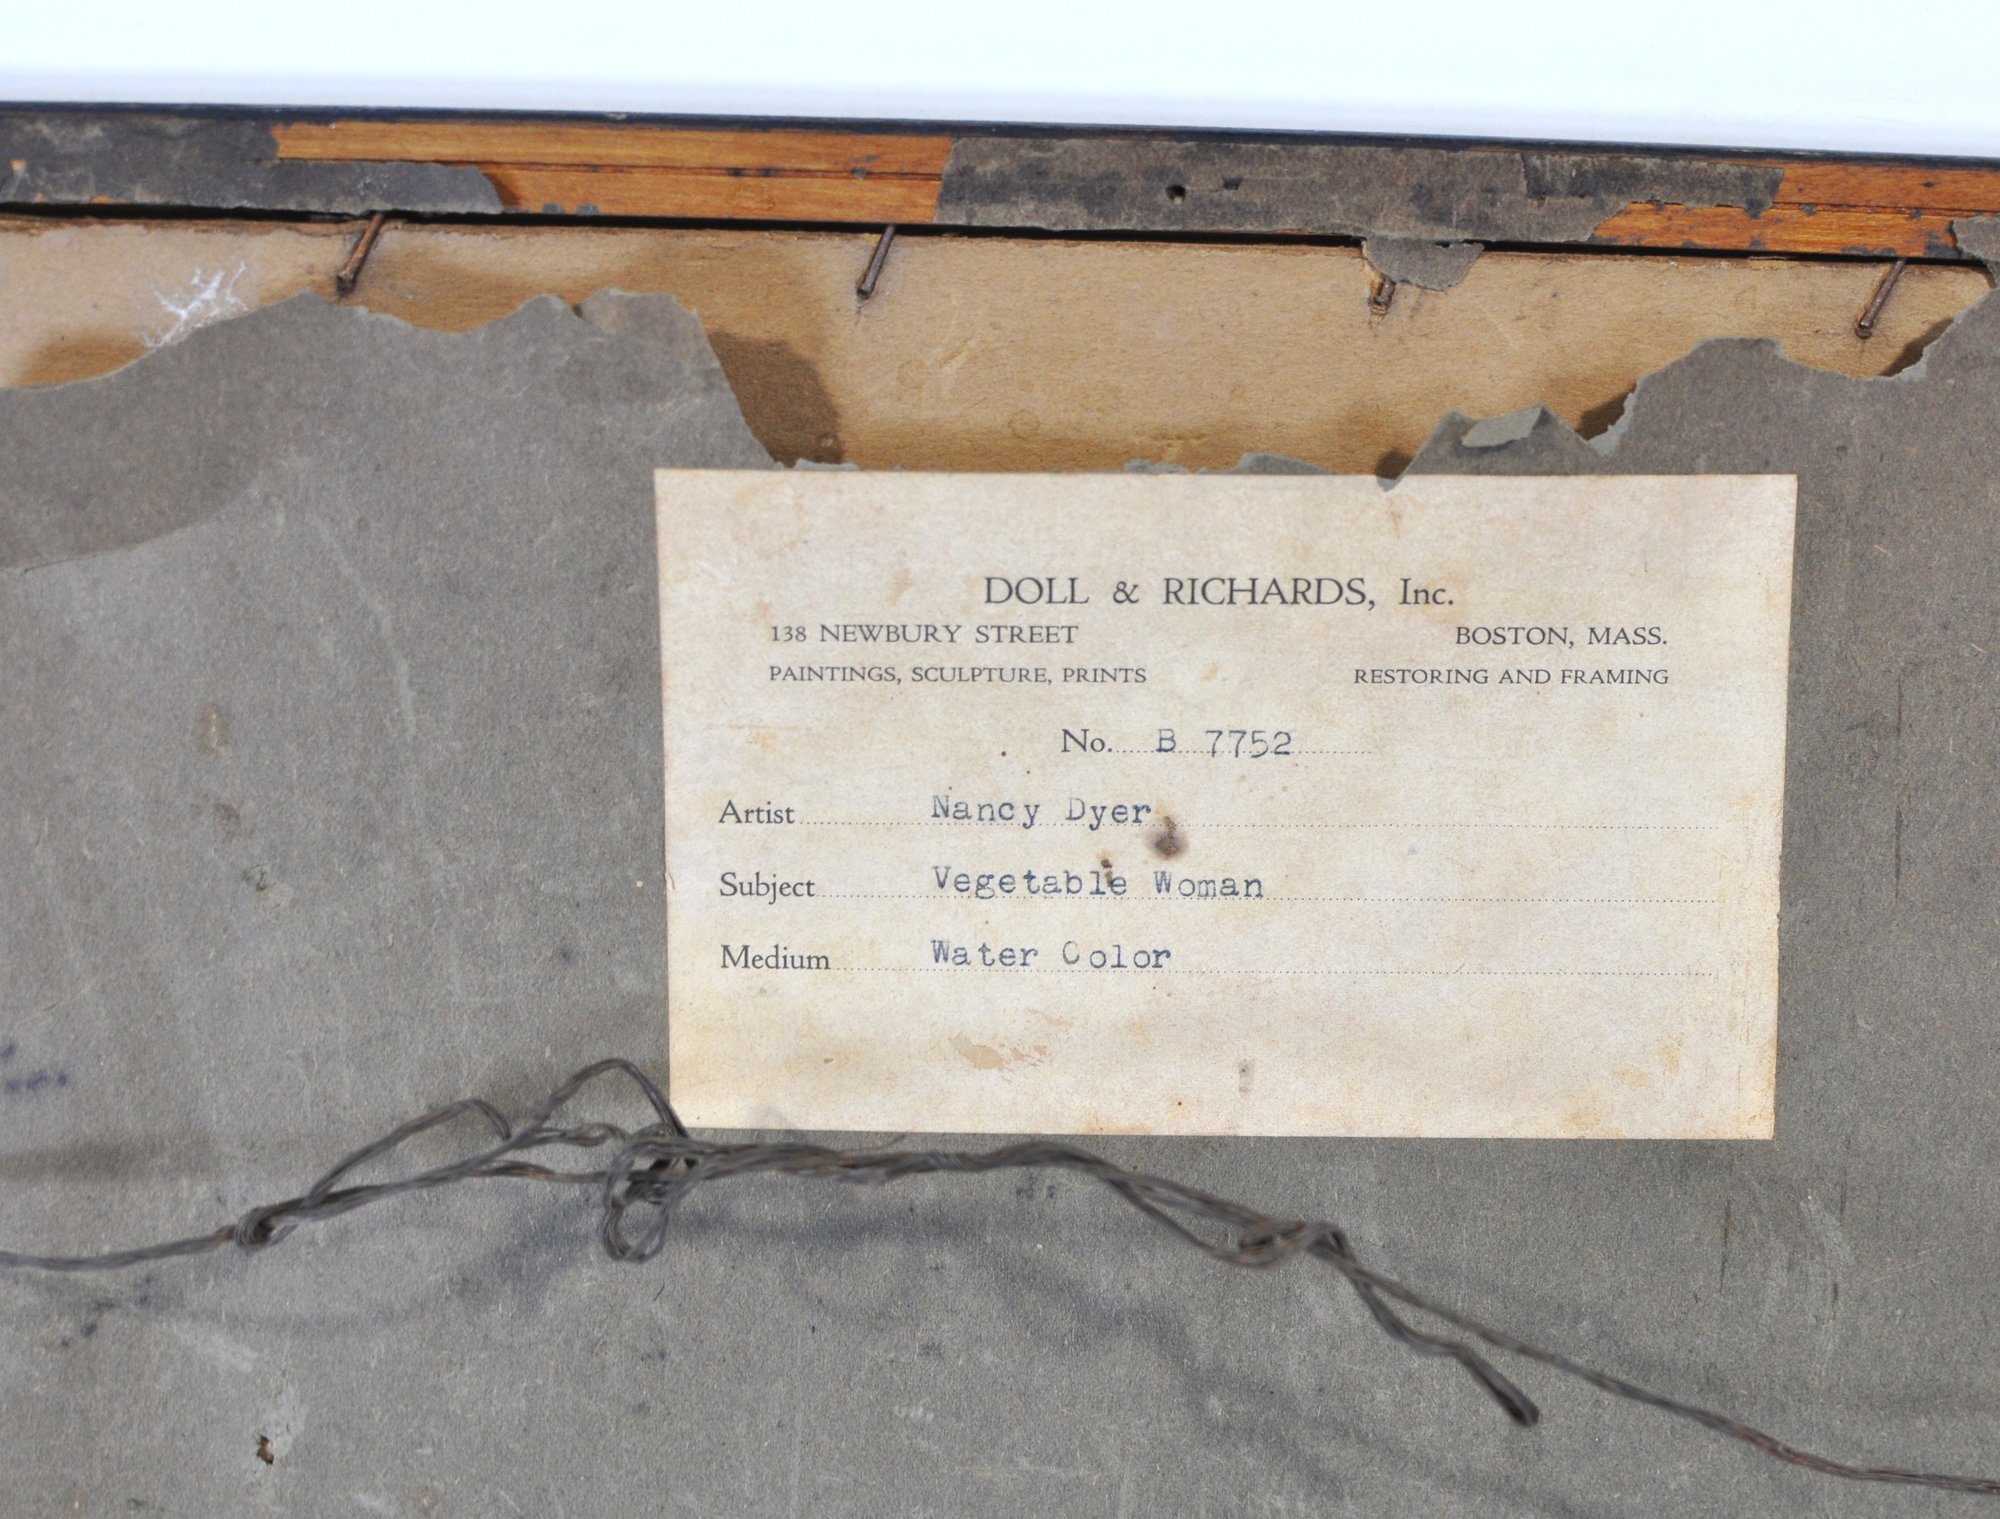 DOLL & RICHARDS, Inc.
138 NEWBURY STREET BOSTON, MASS.
PAINTINGS, SCULPTURE, PRINTS RESTORING AND FRAMING
No. B 7752
Artist Nancy Dyer
Subject Vegetable Woman
Medium Water Color